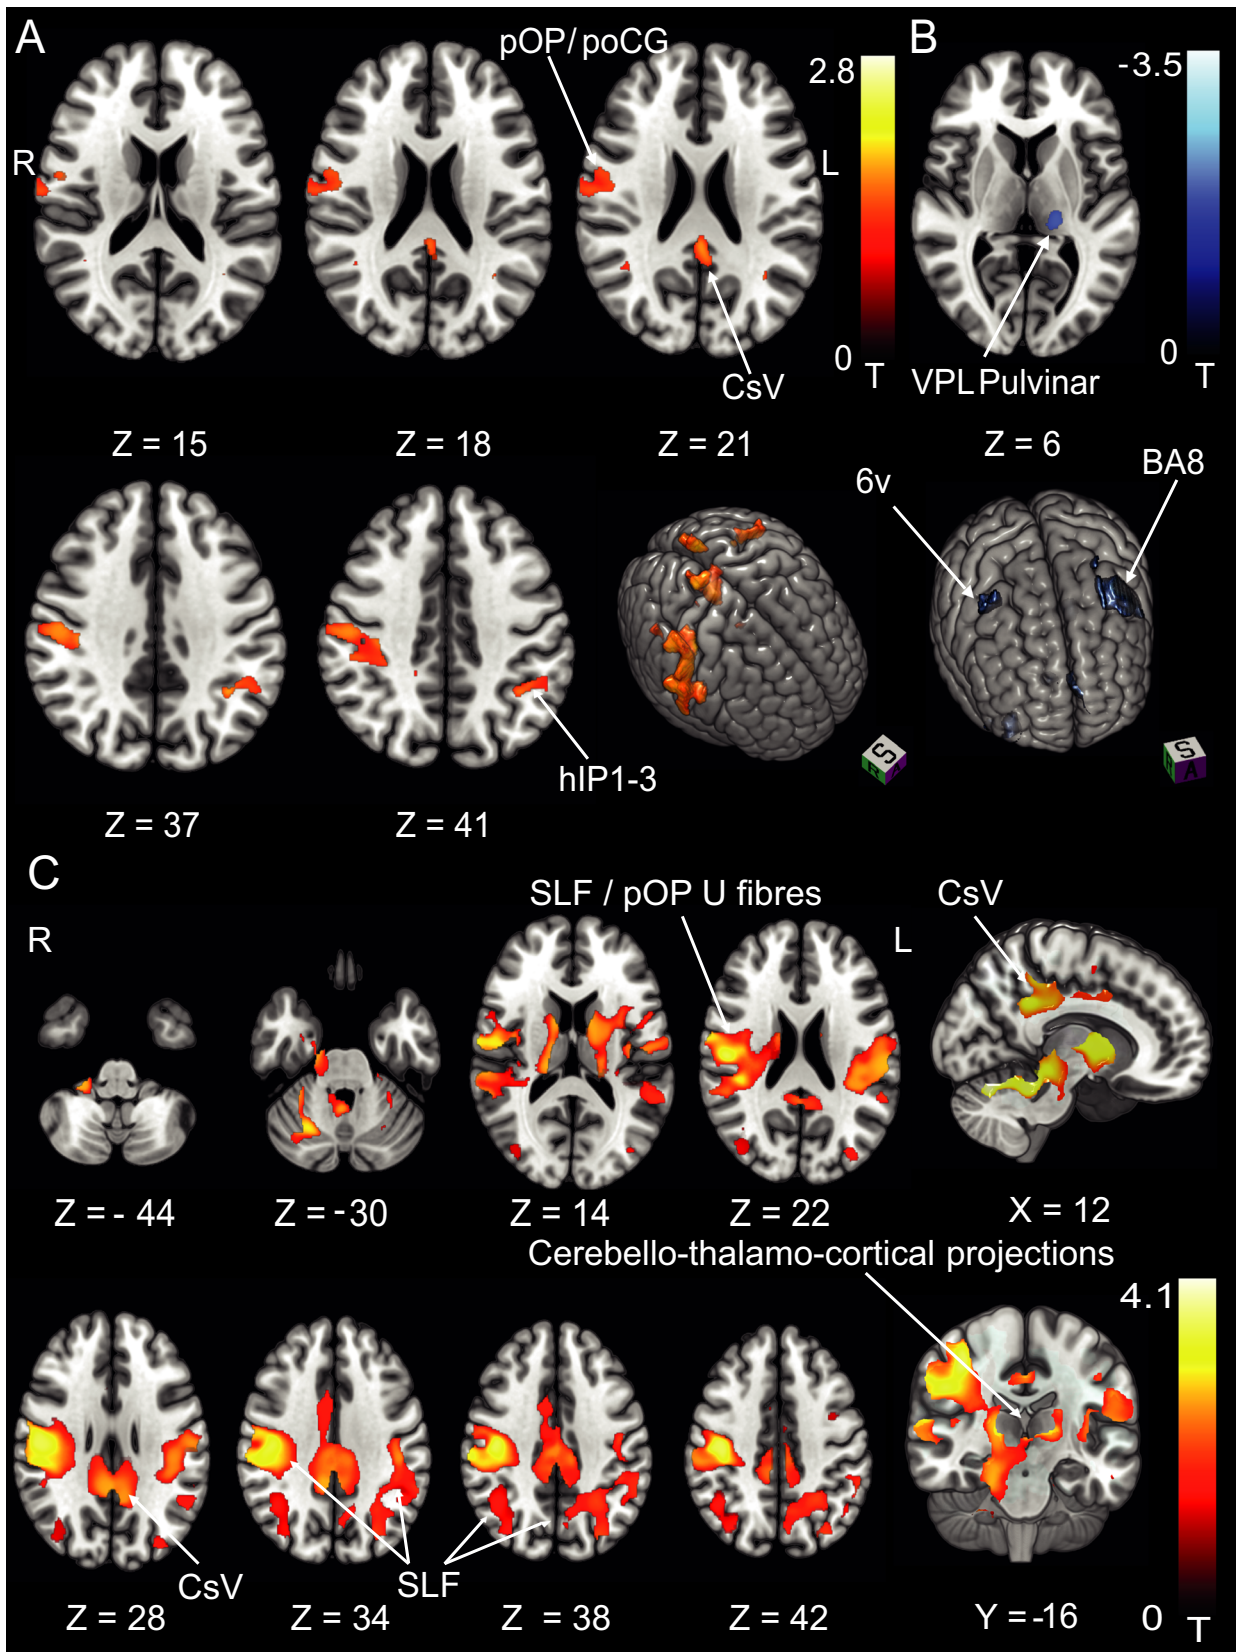 A
pOP/poCG
2.8
B
-3.5
R
L
CsV
0
T
VPL Pulvinar
0
T
Z = 15
Z = 18
Z = 21
Z = 6
6v
BA8
hIP1-3
S
R
A
S
R
A
Z = 37
Z = 41
C
SLF / pOP U fibres
CsV
R
L
Z = - 44
Z = -30
Z = 14
Z = 22
X = 12
Cerebello-thalamo-cortical projections
4.1
CsV
SLF
Z = 28
Z = 34
Z = 38
Z = 42
Y = -16
0
T